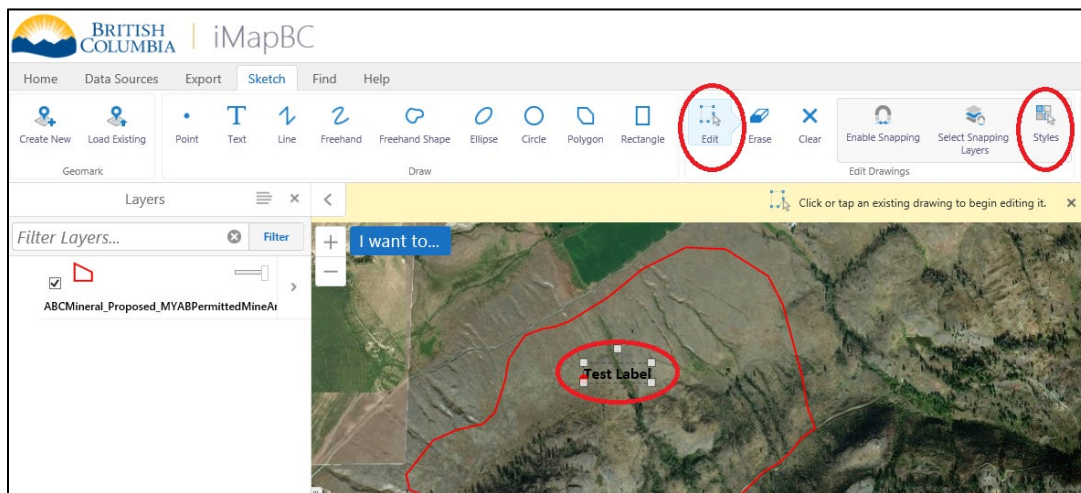 BRITISH
COLUMBIA
iMapBC
Home Data Sources Export Sketch Find Help
Create New Load Existing Point Text Line Freehand Freehand Shape Ellipse Circle Polygon Rectangle Edit Erase Clear Enable Snapping Select Snapping Layers Styles
Geomark Draw Edit Drawings
Layers
Click or tap an existing drawing to begin editing it.
Filter Layers... Filter
I want to...
ABCMineral_Proposed_MYABPermittedMineAr
Test Label